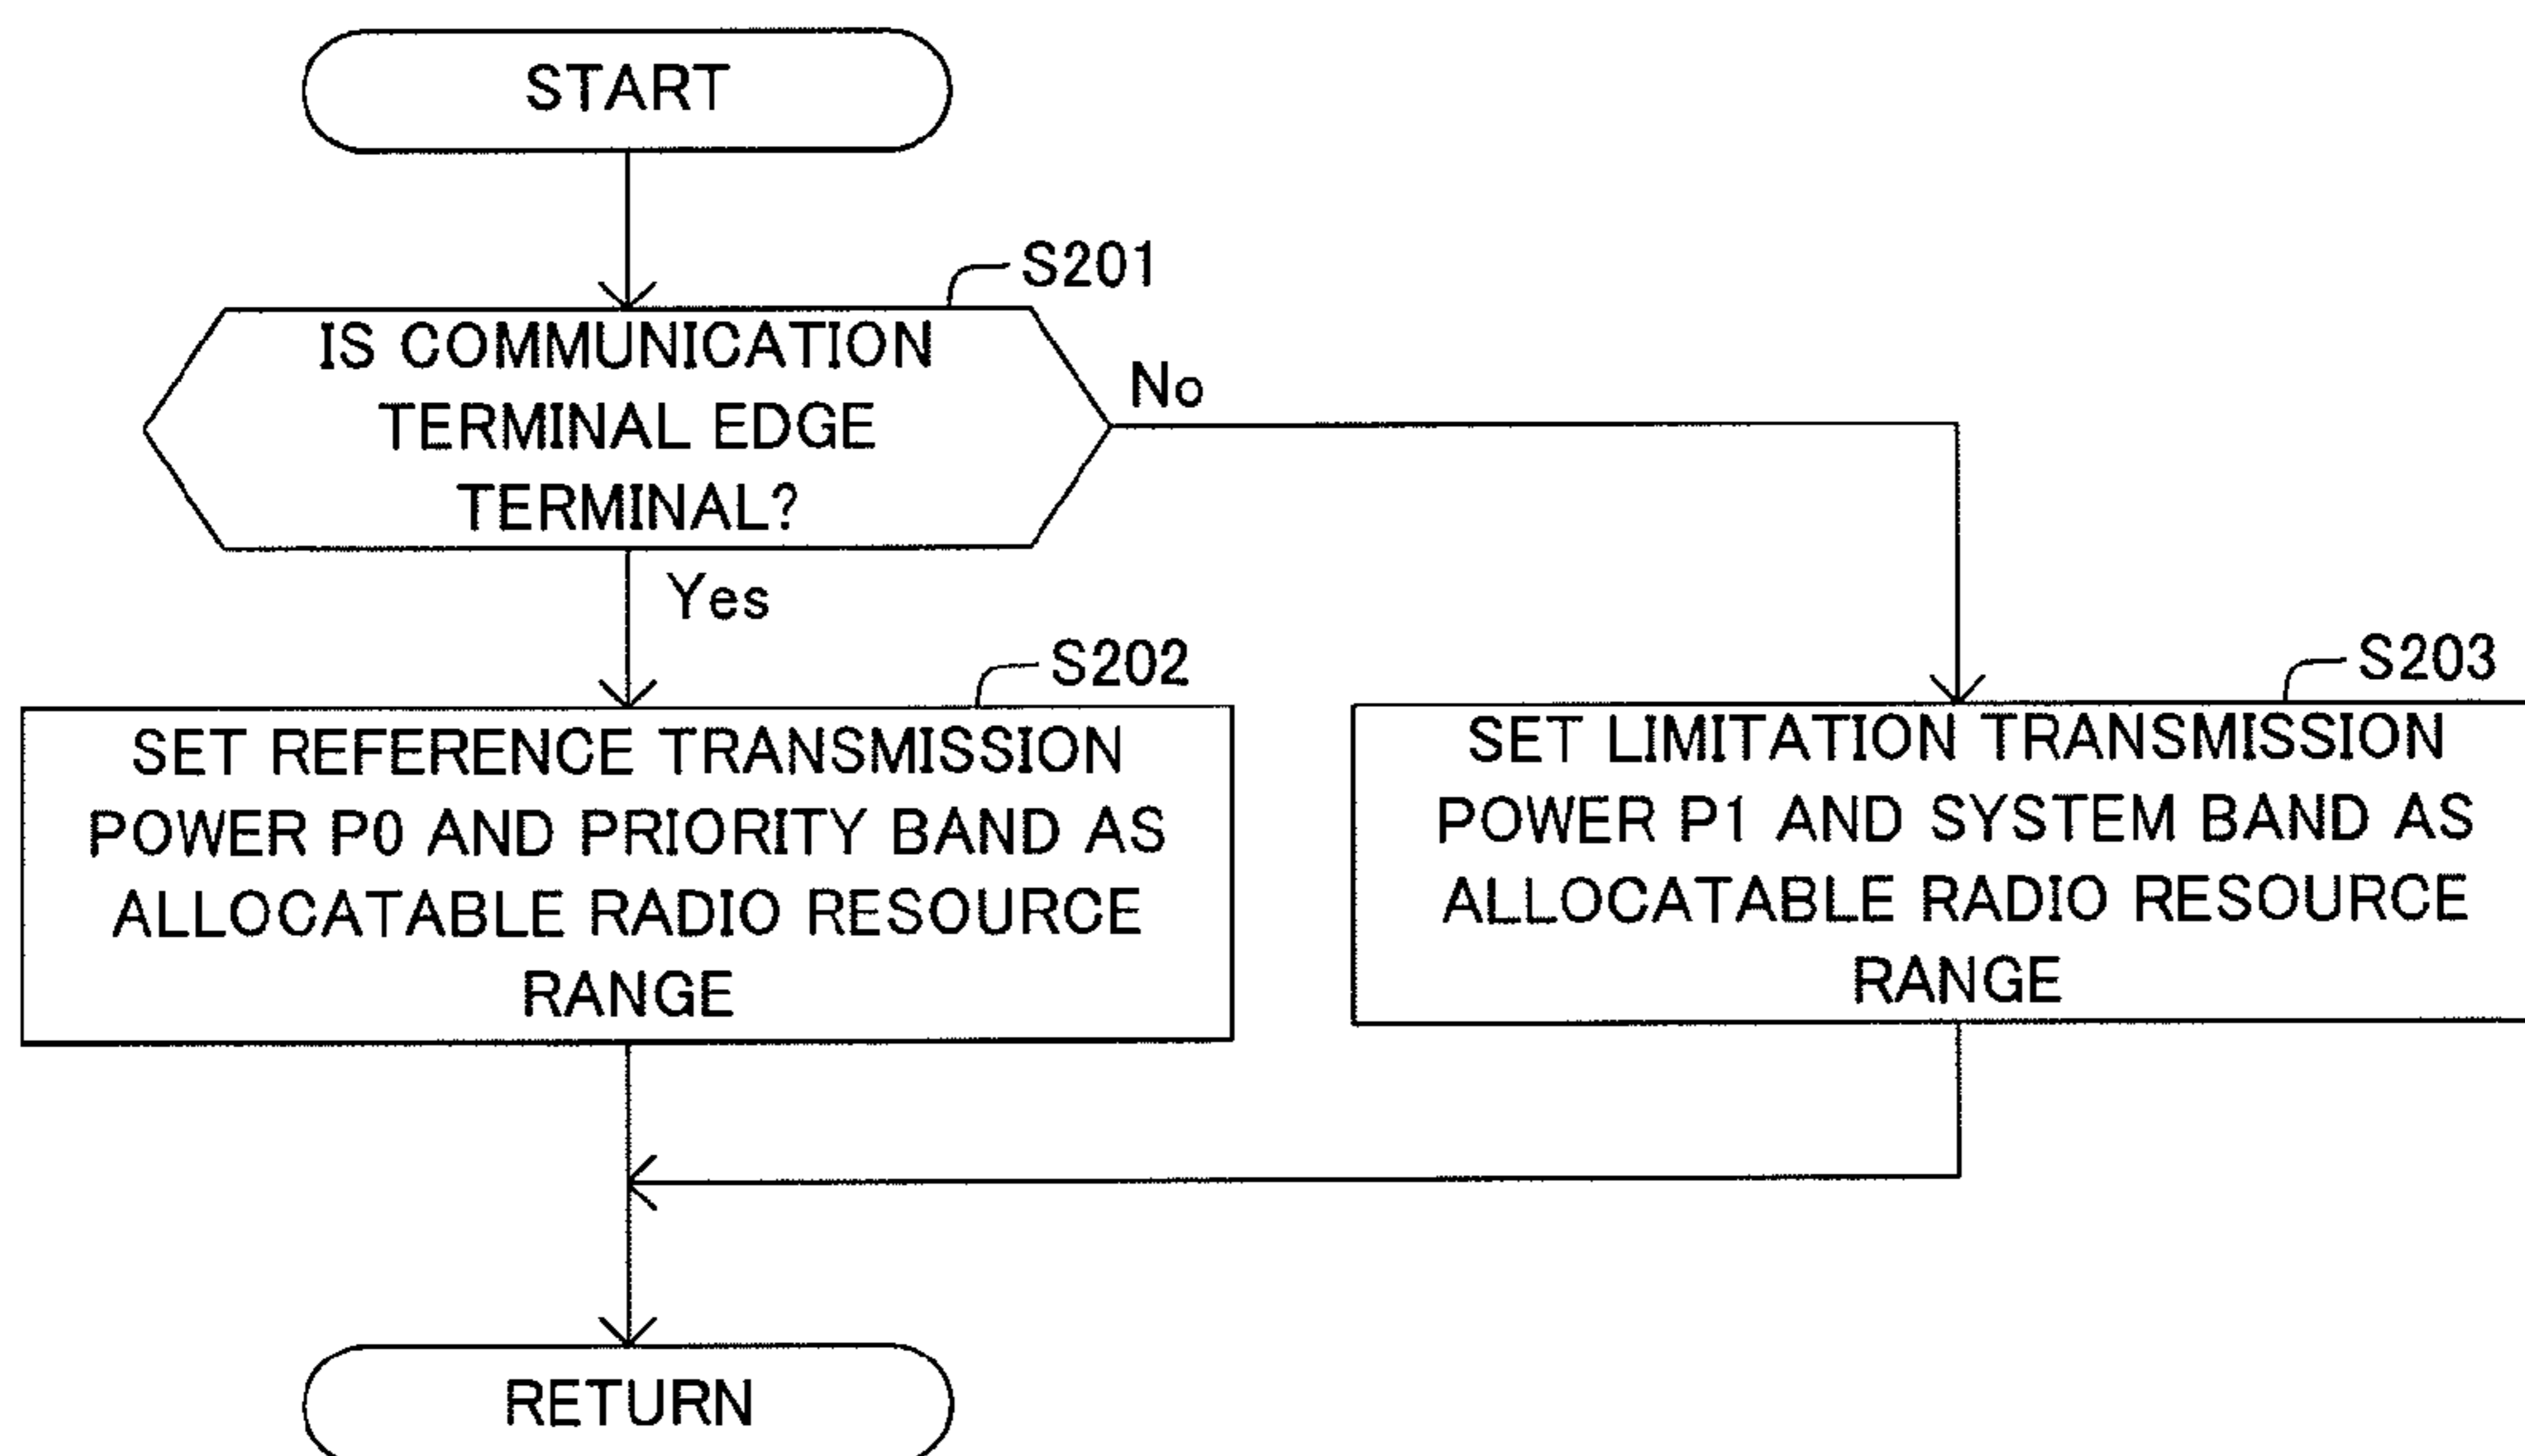 START
S201
IS COMMUNICATION
TERMINAL EDGE
TERMINAL?
No
Yes
S202
SET REFERENCE TRANSMISSION
POWER P0 AND PRIORITY BAND AS
ALLOCATABLE RADIO RESOURCE
RANGE
S203
SET LIMITATION TRANSMISSION
POWER P1 AND SYSTEM BAND AS
ALLOCATABLE RADIO RESOURCE
RANGE
RETURN